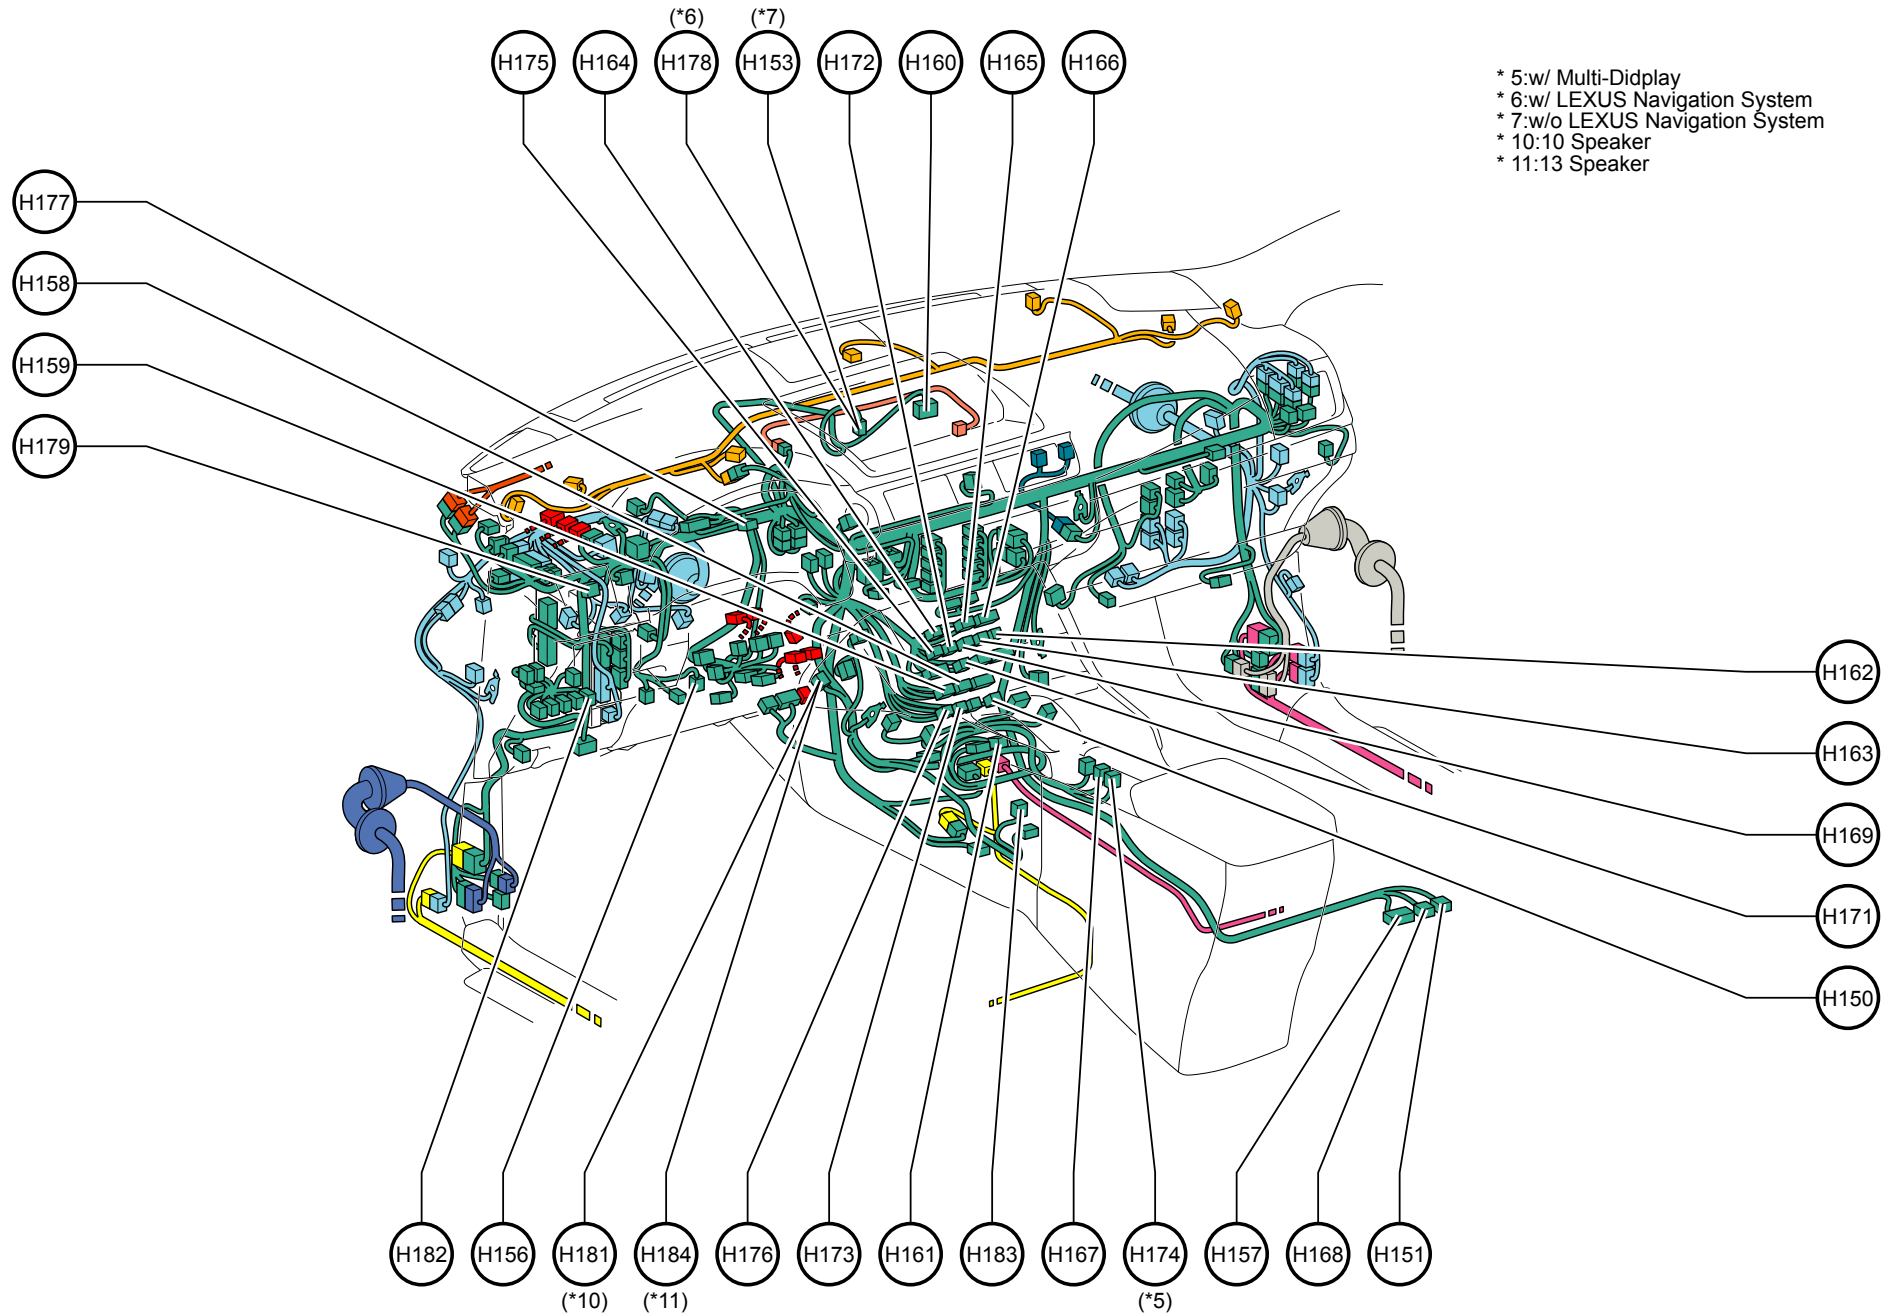 (*6) (*7)
H175 H164 H178 H153 H172 H160 H165 H166
* 5:w/ Multi-Didplay
* 6:w/ LEXUS Navigation System
* 7:w/o LEXUS Navigation System
* 10:10 Speaker
* 11:13 Speaker
H177
H158
H159
H179
H162
H163
H169
H171
H150
H182 H156 H181 H184 H176 H173 H161 H183 H167 H174 H157 H168 H151
(*10) (*11) (*5)